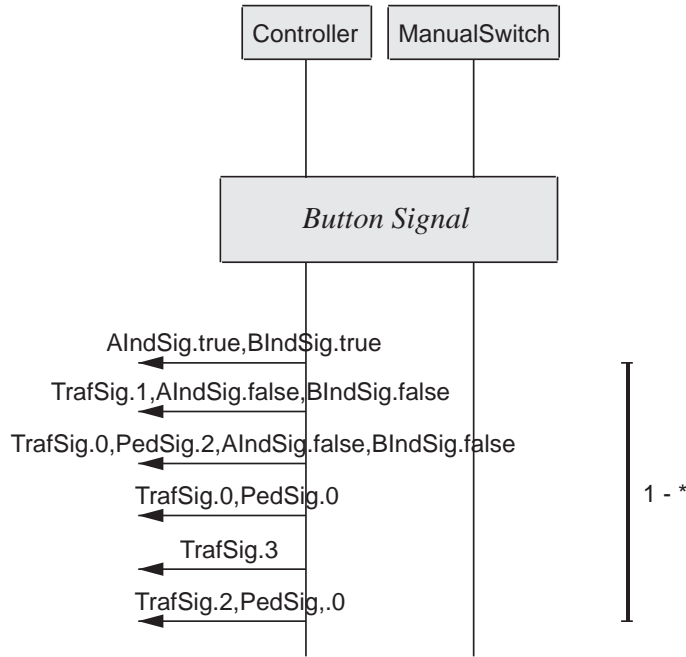 Controller ManualSwitch
Button Signal
AIndSig.true,BIndSig.true
TrafSig.1,AIndSig.false,BIndSig.false
TrafSig.0,PedSig.2,AIndSig.false,BIndSig.false
TrafSig.0,PedSig.0
1 - *
TrafSig.3
TrafSig.2,PedSig,.0